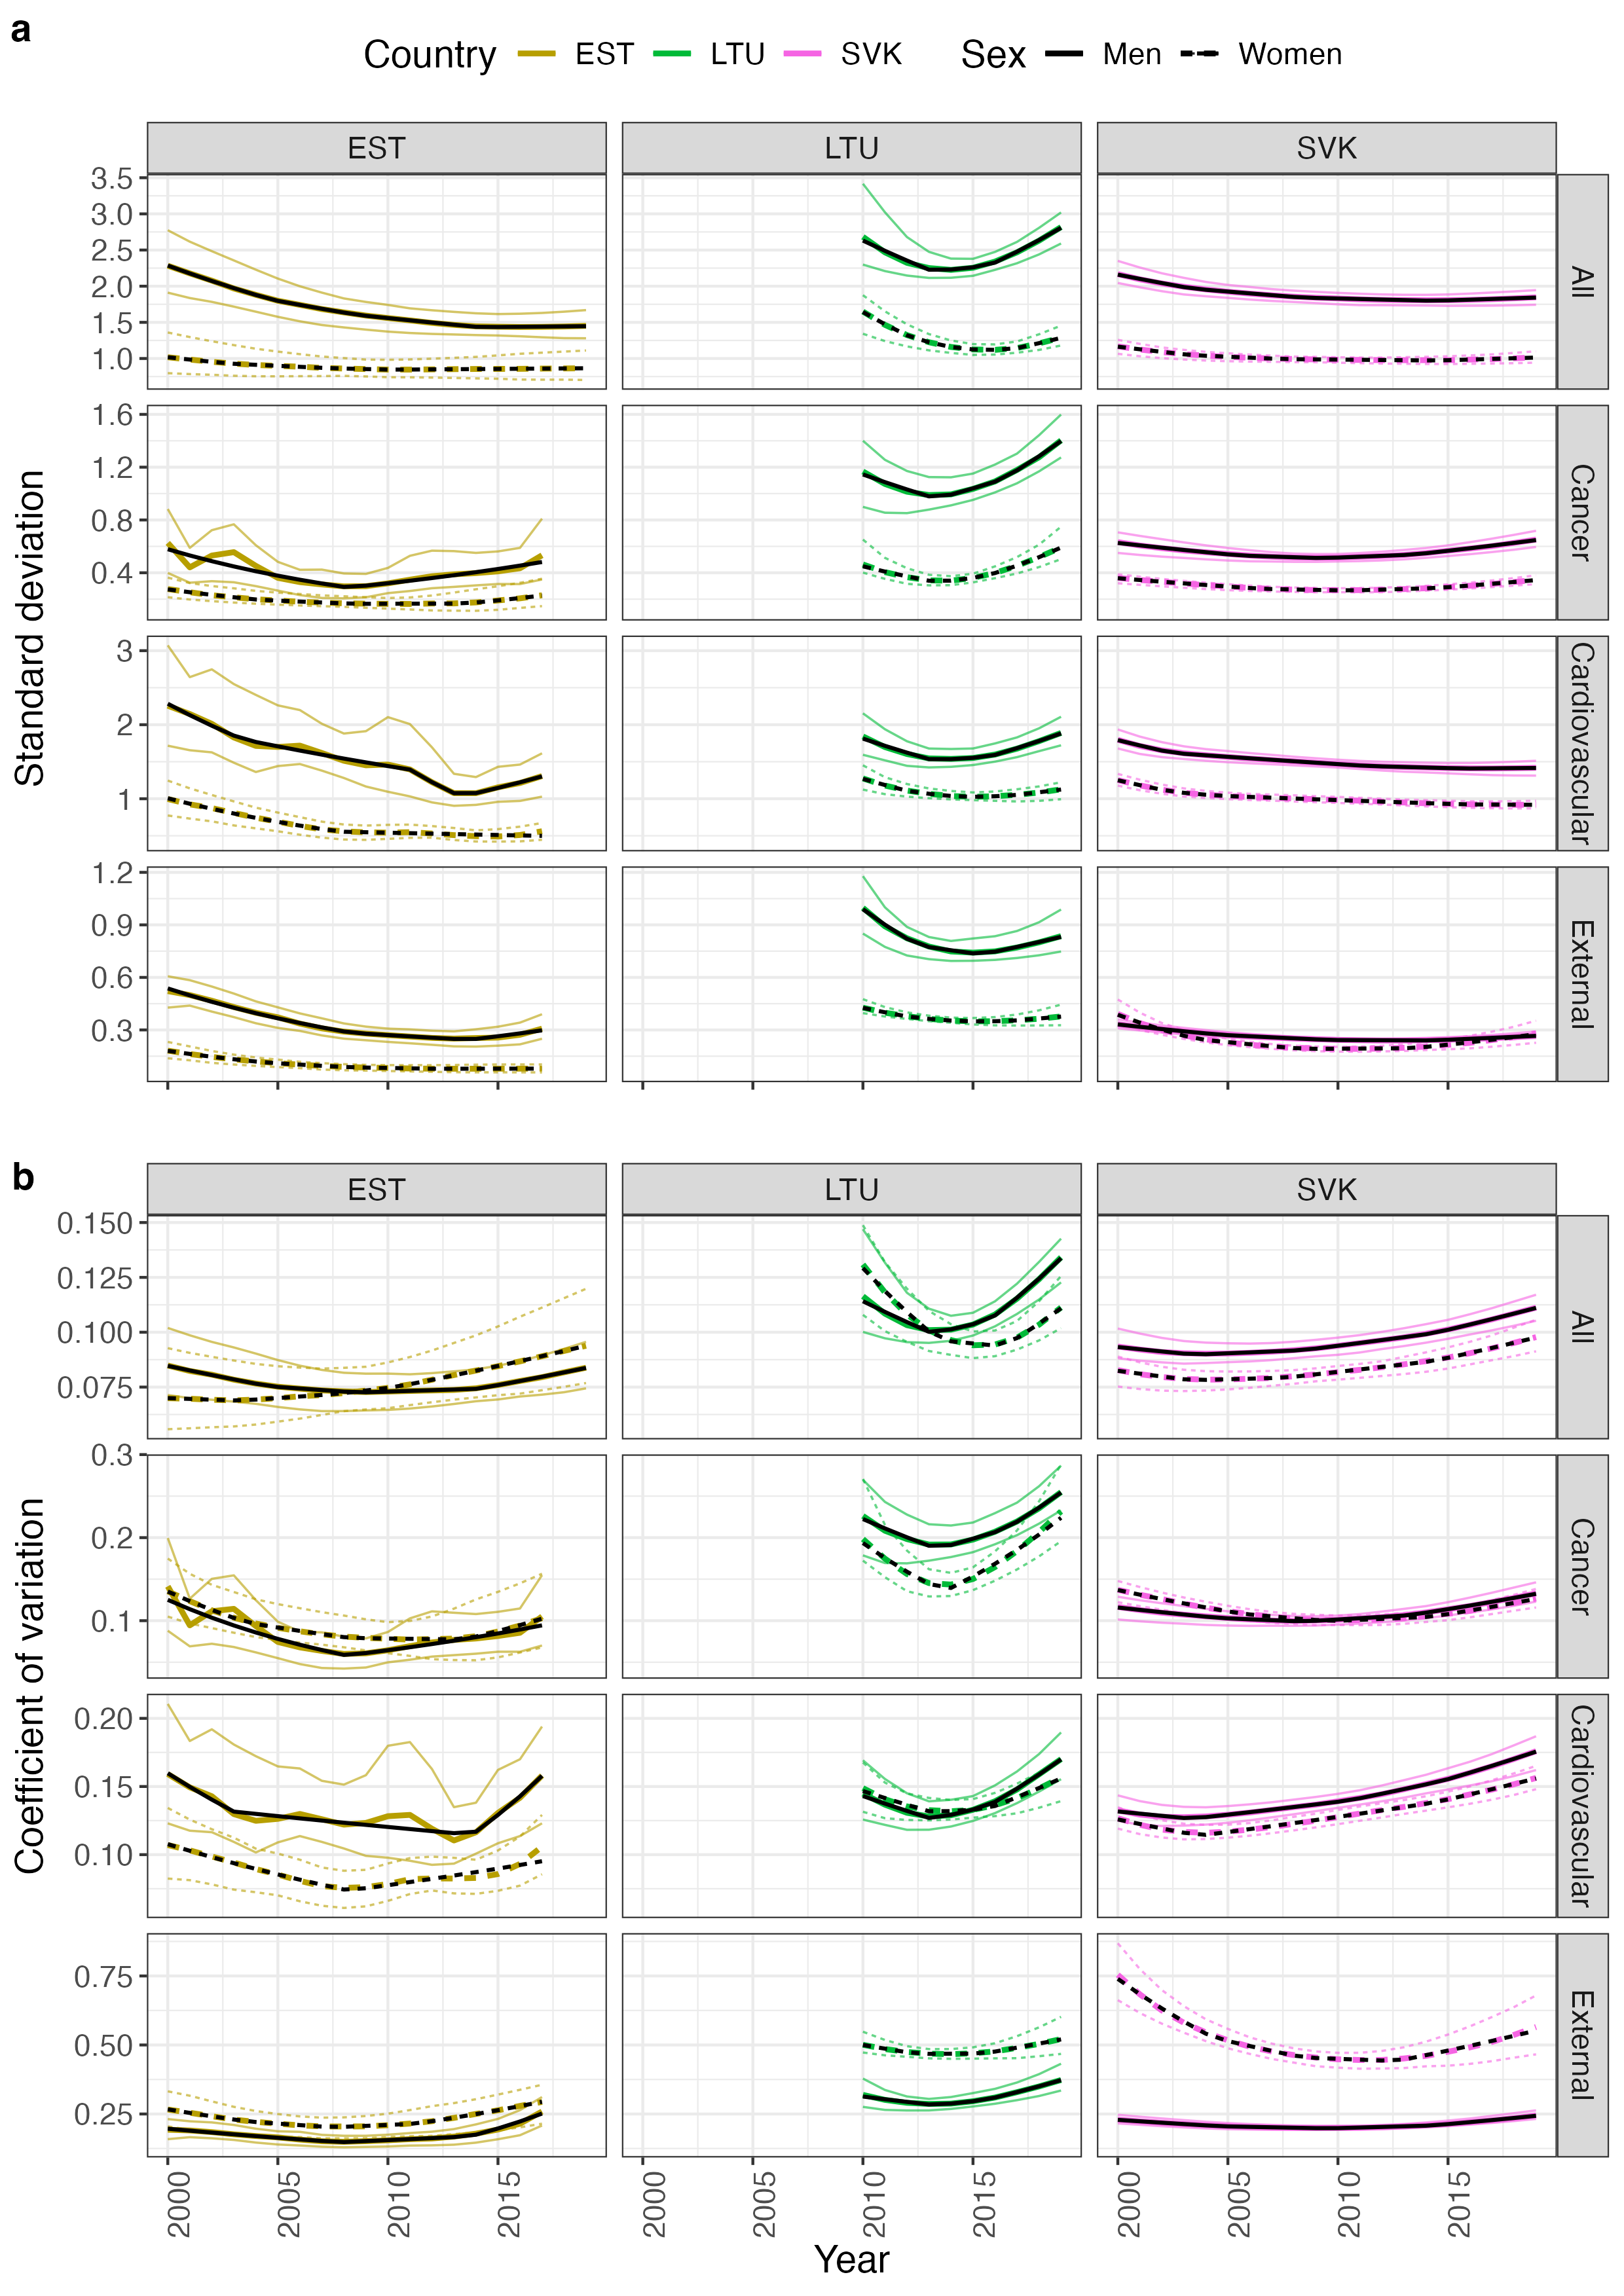 a
Country EST LTU SVK Sex Men Women
EST LTU SVK
3.5
3.0
2.5
2.0
1.5
1.0
All
1.6
1.2
0.8
0.4
Cancer
Standard deviation
3
2
1
Cardiovascular
1.2
0.9
0.6
0.3
External
b
EST LTU SVK
0.150
0.125
0.100
0.075
All
0.3
0.2
0.1
Cancer
Coefficient of variation
0.20
0.15
0.10
Cardiovascular
0.75
0.50
0.25
External
2000 2005 2010 2015 2000 2005 2010 2015 2000 2005 2010 2015
Year